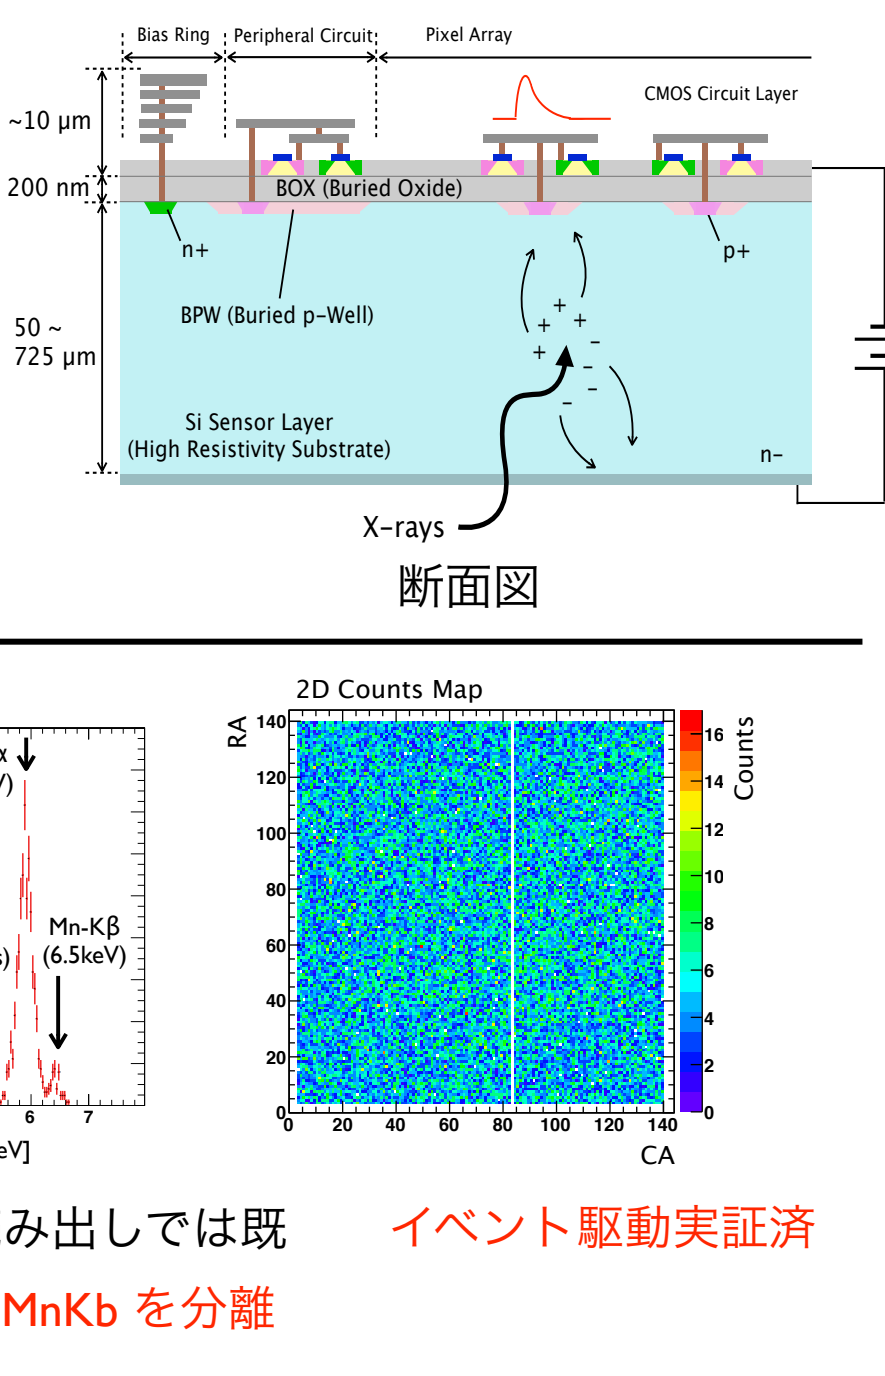 Bias Ring
Peripheral Circuit
Pixel Array
CMOS Circuit Layer
~10 μm
200 nm
BOX (Buried Oxide)
n+
p+
BPW (Buried p-Well)
50 ~
725 μm
+
+
+
+
-
-
-
-
Si Sensor Layer
(High Resistivity Substrate)
n-
X-rays
断面図
2D Counts Map
RA
140
120
100
80
60
40
20
0
0 20 40 60 80 100 120 140
CA
16
14
12
10
8
6
4
2
0
Counts
Mn-Kβ
(6.5keV)
6 7
eV]
み出しでは既
MnKb を分離
イベント駆動実証済